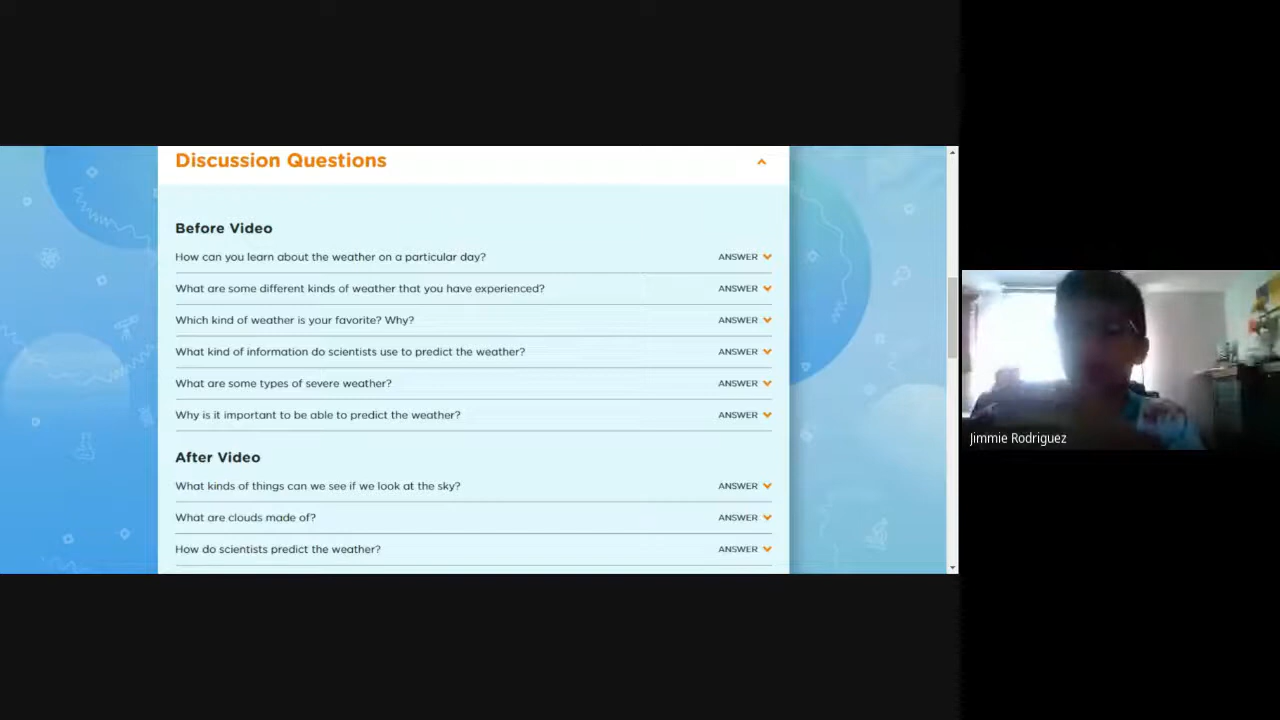 Discussion Questions
Before Video
How can you learn about the weather on a particular day? ANSWER
What are some different kinds of weather that you have experienced? ANSWER
Which kind of weather is your favorite? Why? ANSWER
What kind of information do scientists use to predict the weather? ANSWER
What are some types of severe weather? ANSWER
Why is it important to be able to predict the weather? ANSWER
After Video
What kinds of things can we see if we look at the sky? ANSWER
What are clouds made of? ANSWER
How do scientists predict the weather? ANSWER
Jimmie Rodriguez